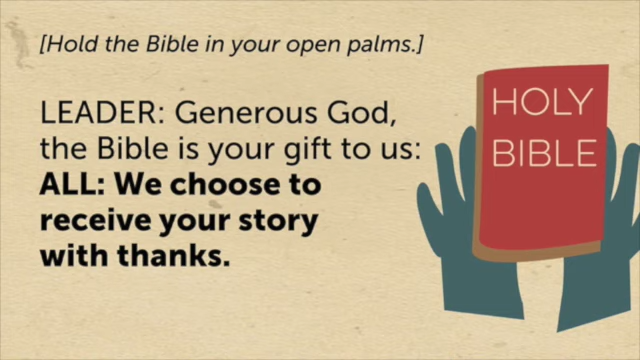 [Hold the Bible in your open palms.]
LEADER: Generous God,
the Bible is your gift to us:
ALL: We choose to
receive your story
with thanks.
HOLY
BIBLE